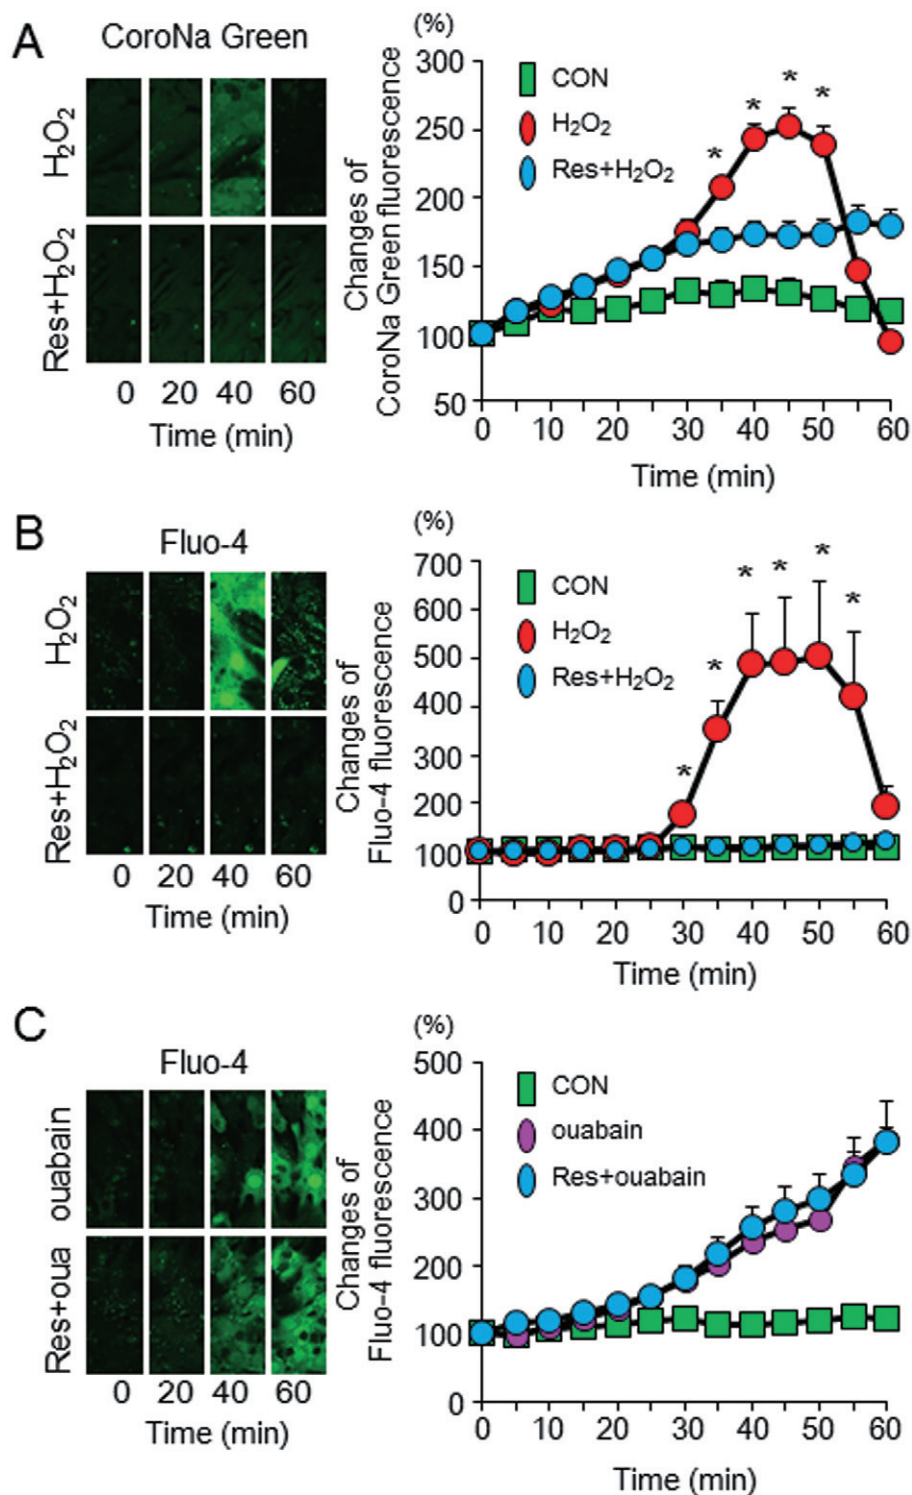 A
CoroNa Green
H₂O₂
Res+H₂O₂
0 20 40 60
Time (min)
(%)
Changes of
CoroNa Green fluorescence
300
250
200
150
100
50
CON
H₂O₂
Res+H₂O₂
* * * * *
0 10 20 30 40 50 60
Time (min)
B
Fluo-4
H₂O₂
Res+H₂O₂
0 20 40 60
Time (min)
(%)
Changes of
Fluo-4 fluorescence
700
600
500
400
300
200
100
0
CON
H₂O₂
Res+H₂O₂
* * * * * *
0 10 20 30 40 50 60
Time (min)
C
Fluo-4
ouabain
Res+oua
0 20 40 60
Time (min)
(%)
Changes of
Fluo-4 fluorescence
500
400
300
200
100
0
CON
ouabain
Res+ouabain
0 10 20 30 40 50 60
Time (min)